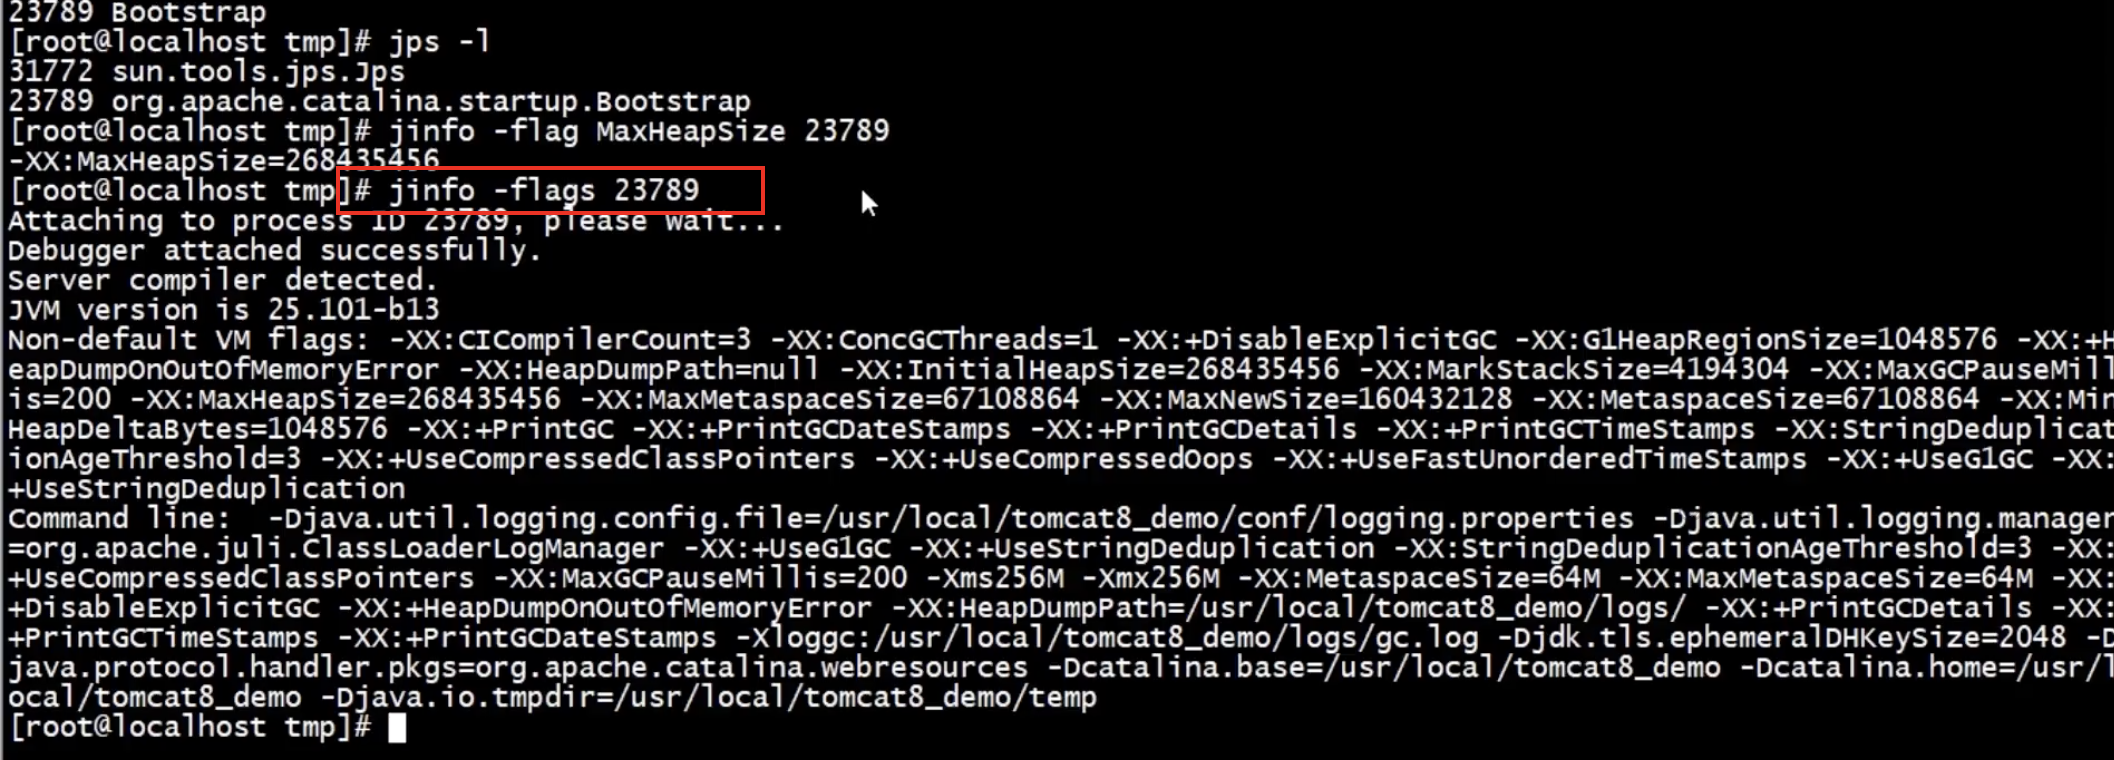 23789 Bootstrap
[root@localhost tmp]# jps -l
31772 sun.tools.jps.Jps
23789 org.apache.catalina.startup.Bootstrap
[root@localhost tmp]# jinfo -flag MaxHeapSize 23789
-XX:MaxHeapSize=268435456
[root@localhost tmp]# jinfo -flags 23789
Attaching to process ID 23789, please wait...
Debugger attached successfully.
Server compiler detected.
JVM version is 25.101-b13
Non-default VM flags: -XX:CICompilerCount=3 -XX:ConcGCThreads=1 -XX:+DisableExplicitGC -XX:G1HeapRegionSize=1048576 -XX:+H
eapDumpOnOutOfMemoryError -XX:HeapDumpPath=null -XX:InitialHeapSize=268435456 -XX:MarkStackSize=4194304 -XX:MaxGCPauseMill
is=200 -XX:MaxHeapSize=268435456 -XX:MaxMetaspaceSize=67108864 -XX:MaxNewSize=160432128 -XX:MetaspaceSize=67108864 -XX:Min
HeapDeltaBytes=1048576 -XX:+PrintGC -XX:+PrintGCDateStamps -XX:+PrintGCDetails -XX:+PrintGCTimeStamps -XX:StringDeduplicat
ionAgeThreshold=3 -XX:+UseCompressedClassPointers -XX:+UseCompressedOops -XX:+UseFastUnorderedTimeStamps -XX:+UseG1GC -XX:
+UseStringDeduplication
Command line:  -Djava.util.logging.config.file=/usr/local/tomcat8_demo/conf/logging.properties -Djava.util.logging.manager
=org.apache.juli.ClassLoaderLogManager -XX:+UseG1GC -XX:+UseStringDeduplication -XX:StringDeduplicationAgeThreshold=3 -XX:
+UseCompressedClassPointers -XX:MaxGCPauseMillis=200 -Xms256M -Xmx256M -XX:MetaspaceSize=64M -XX:MaxMetaspaceSize=64M -XX:
+DisableExplicitGC -XX:+HeapDumpOnOutOfMemoryError -XX:HeapDumpPath=/usr/local/tomcat8_demo/logs/ -XX:+PrintGCDetails -XX:
+PrintGCTimeStamps -XX:+PrintGCDateStamps -Xloggc:/usr/local/tomcat8_demo/logs/gc.log -Djdk.tls.ephemeralDHKeySize=2048 -D
java.protocol.handler.pkgs=org.apache.catalina.webresources -Dcatalina.base=/usr/local/tomcat8_demo -Dcatalina.home=/usr/l
ocal/tomcat8_demo -Djava.io.tmpdir=/usr/local/tomcat8_demo/temp
[root@localhost tmp]#